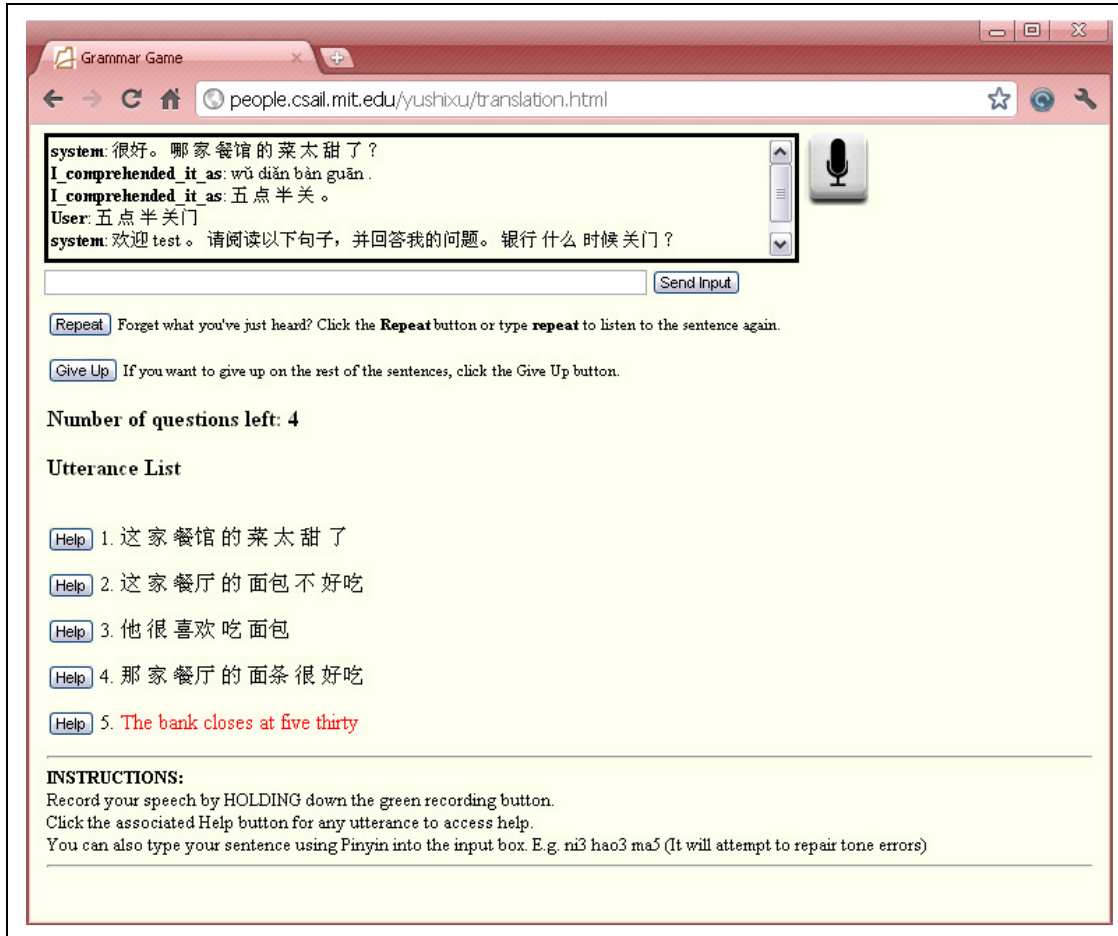 Grammar Game
people.csail.mit.edu/yushixu/translation.html
system: 很好。 哪 家 餐馆 的 菜 太 甜 了 ?
I_comprehended_it_as: wǔ diǎn bàn guān .
I_comprehended_it_as: 五 点 半 关 。
User: 五 点 半 关门
system: 欢迎 test 。 请阅读以下句子，并回答我的问题。 银行 什么 时候 关门 ?
Send Input
Repeat Forget what you've just heard? Click the Repeat button or type repeat to listen to the sentence again.
Give Up If you want to give up on the rest of the sentences, click the Give Up button.
Number of questions left: 4
Utterance List
Help 1. 这 家 餐馆 的 菜 太 甜 了
Help 2. 这 家 餐厅 的 面包 不 好吃
Help 3. 他 很 喜欢 吃 面包
Help 4. 那 家 餐厅 的 面条 很 好吃
Help 5. The bank closes at five thirty
INSTRUCTIONS:
Record your speech by HOLDING down the green recording button.
Click the associated Help button for any utterance to access help.
You can also type your sentence using Pinyin into the input box. E.g. ni3 hao3 ma5 (It will attempt to repair tone errors)